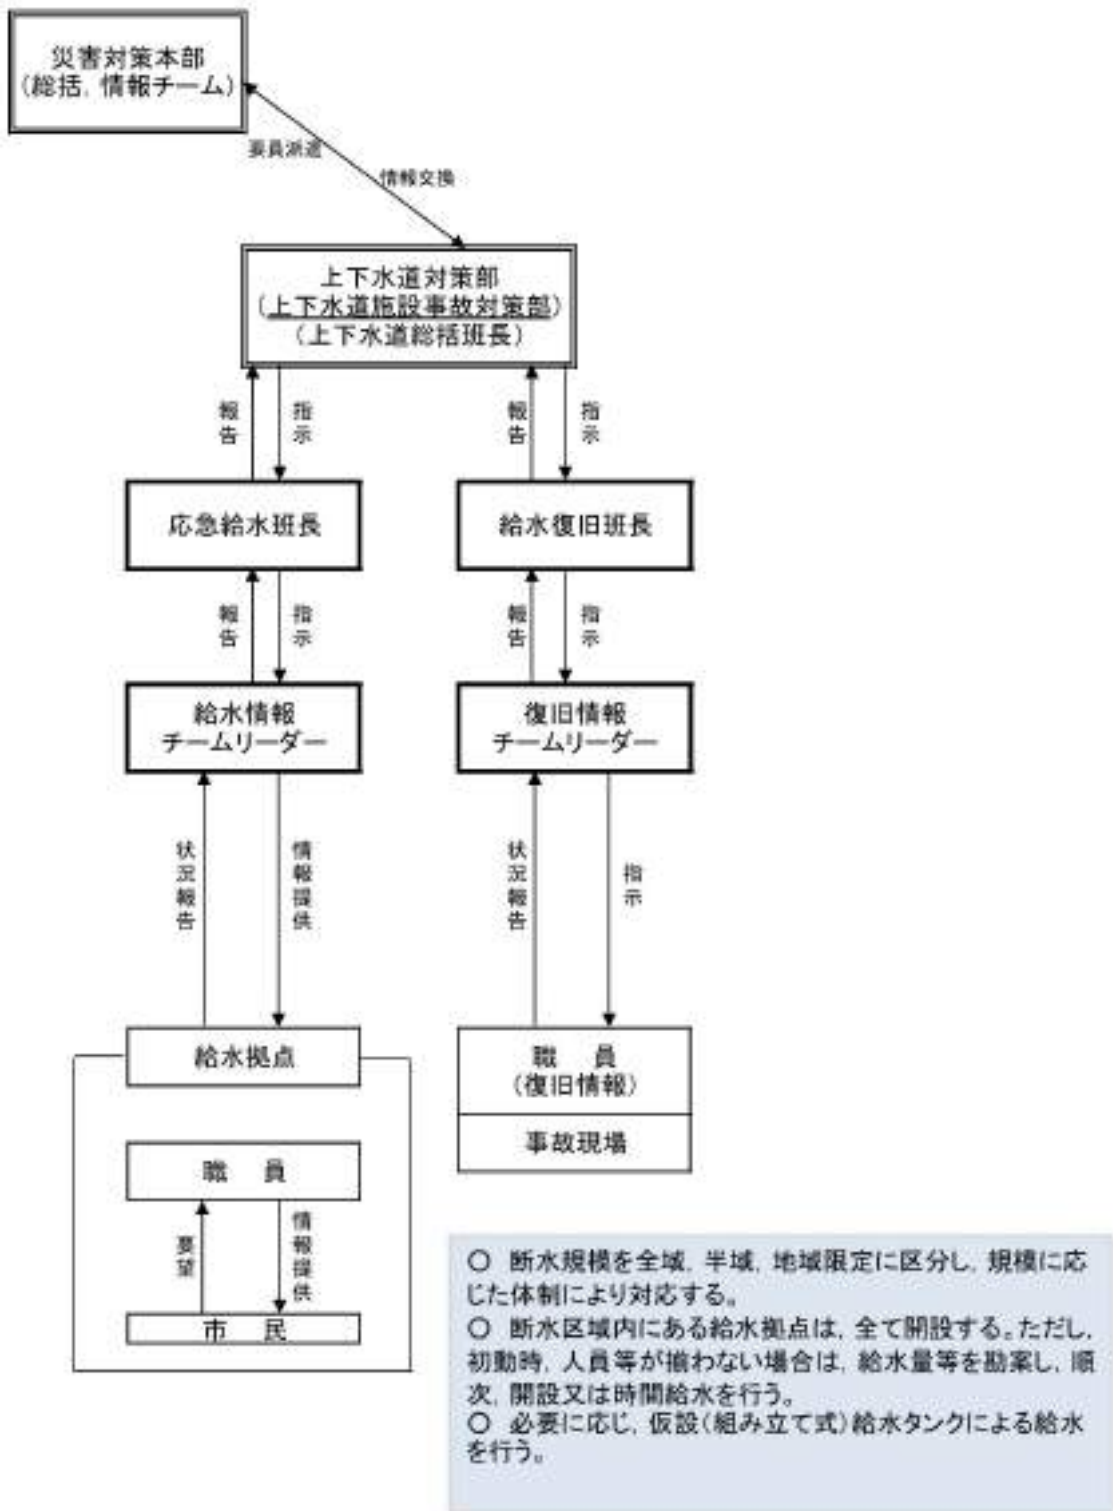 災害対策本部
(総括，情報チーム)
要員派遣
情報交換
上下水道対策部
(上下水道施設事故対策部)
(上下水道総括班長)
報告
指示
報告
指示
応急給水班長
給水復旧班長
報告
指示
報告
指示
給水情報
チームリーダー
復旧情報
チームリーダー
状況報告
情報提供
状況報告
指示
給水拠点
職　員
(復旧情報)
事故現場
職　員
要望
情報提供
市　民
○　断水規模を全域，半域，地域限定に区分し，規模に応
じた体制により対応する。
○　断水区域内にある給水拠点は，全て開設する。ただし，
初動時，人員等が揃わない場合は，給水量等を勘案し，順
次，開設又は時間給水を行う。
○　必要に応じ，仮設(組み立て式)給水タンクによる給水
を行う。